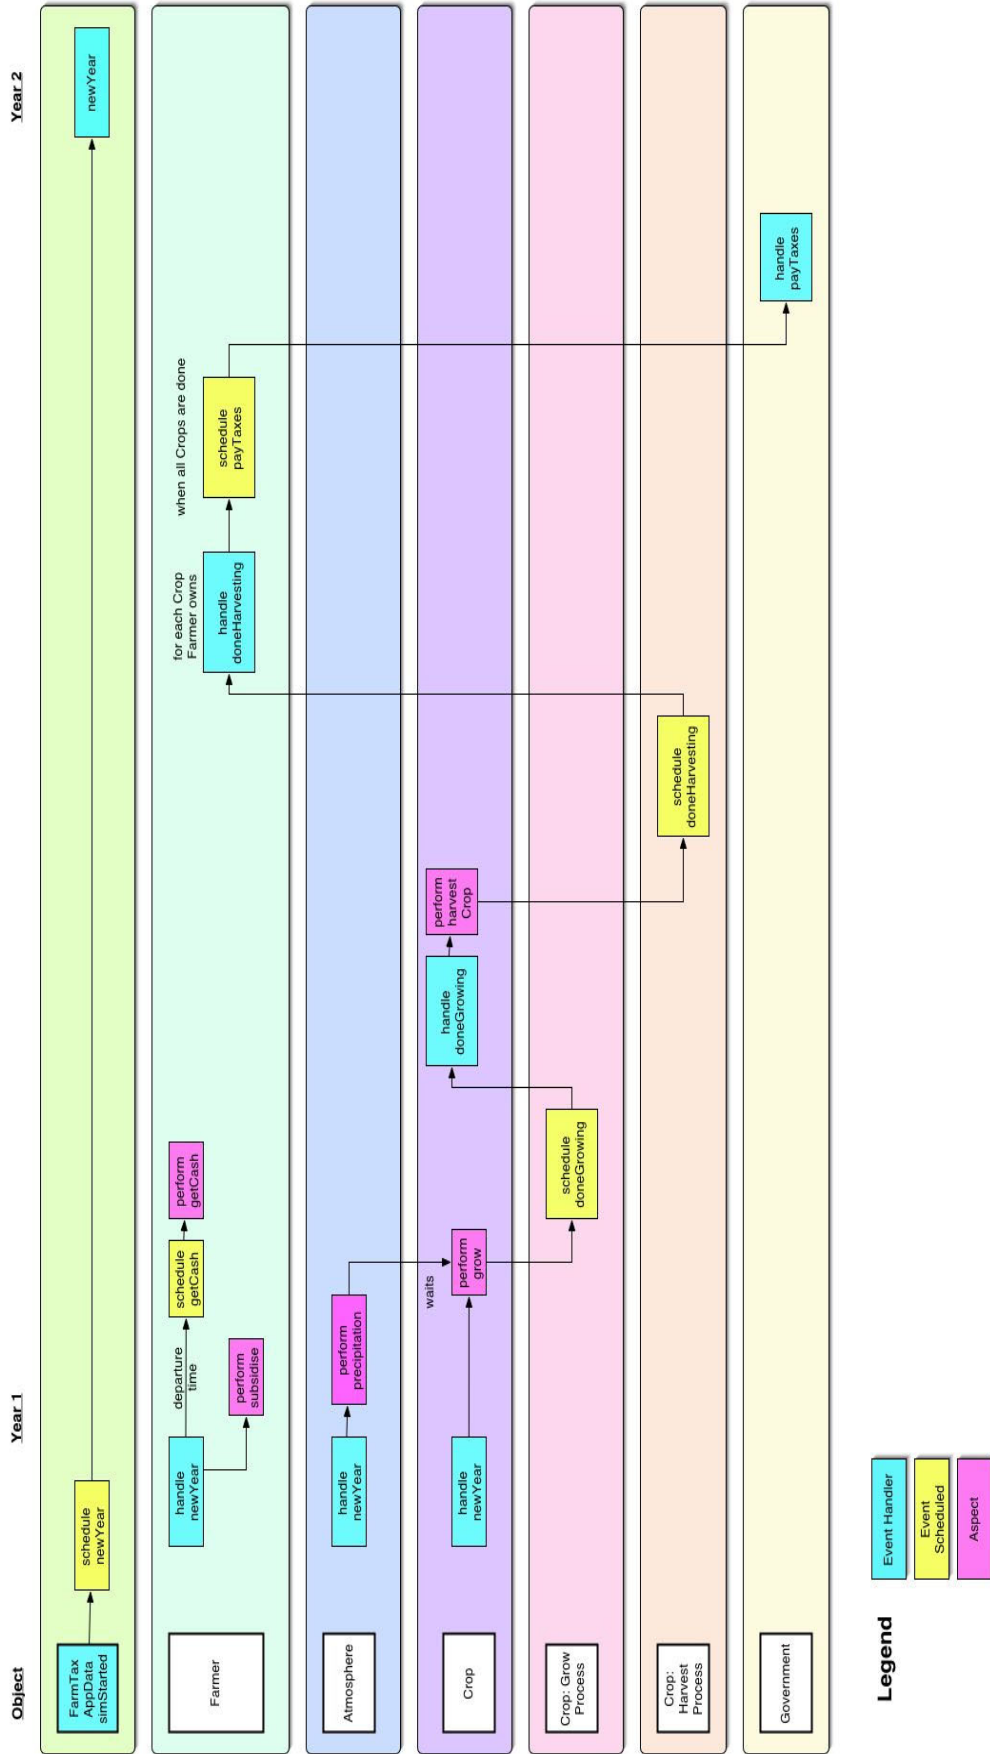 Object
Year 1
Year 2
FarmTax
AppData
simStarted
schedule
newYear
newYear
Farmer
handle
newYear
departure
time
schedule
getCash
perform
getCash
perform
subsidise
for each Crop
Farmer owns
handle
doneHarvesting
when all Crops are done
schedule
payTaxes
Atmosphere
handle
newYear
perform
precipitation
waits
Crop
handle
newYear
perform
grow
handle
doneGrowing
perform
harvest
Crop
Crop: Grow
Process
schedule
doneGrowing
Crop:
Harvest
Process
schedule
doneHarvesting
Government
handle
payTaxes
Legend
Event Handler
Event
Scheduled
Aspect